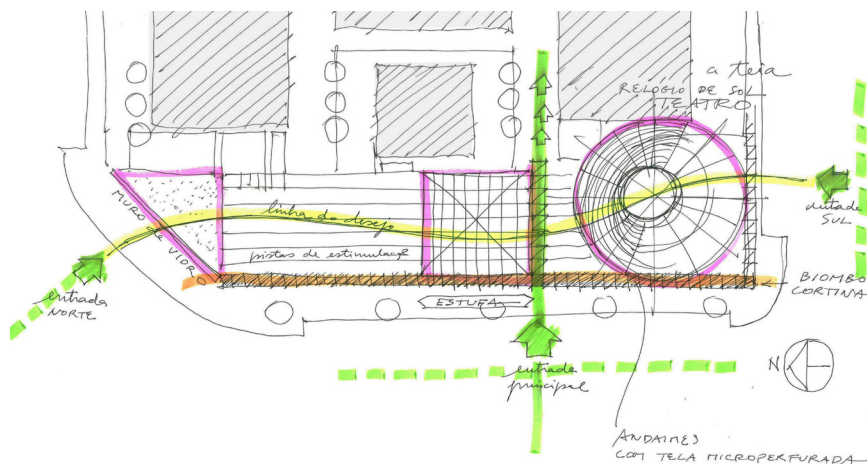 a teia
RELOGIO DE SOL
TEATRO
MURO de VIDRO
linha do desejo
pistas de estimulação
entrada
SUL
entrada
NORTE
ESTUFA
BIOMBO
CORTINA
entrada
principal
N
ANDAIMES
COM TELA MICROPERFURADA